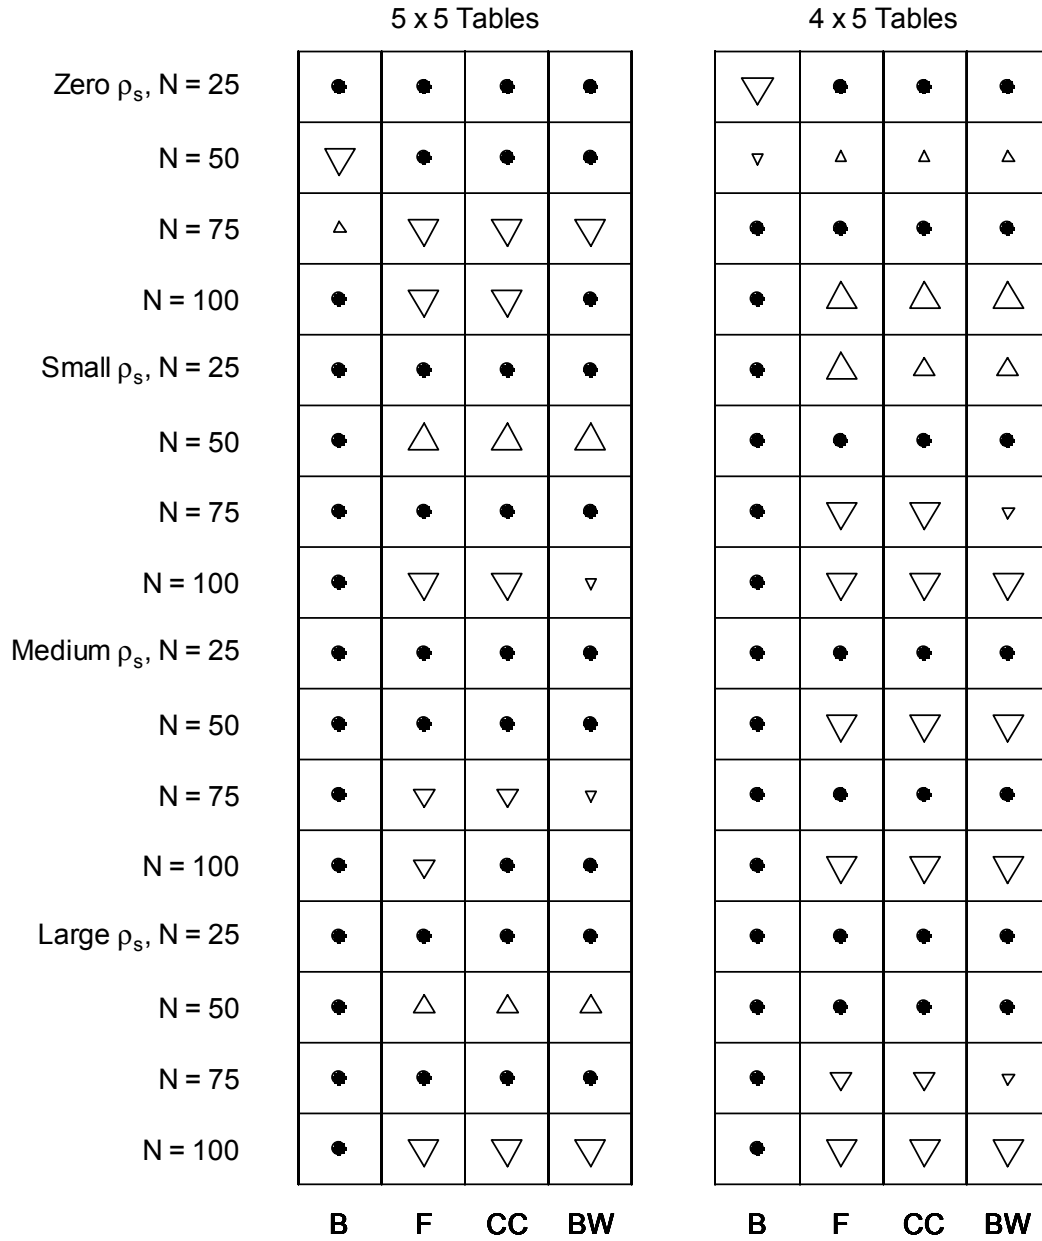 5 x 5 Tables 4 x 5 Tables
Zero ρs, N = 25
N = 50
N = 75
N = 100
Small ρs, N = 25
N = 50
N = 75
N = 100
Medium ρs, N = 25
N = 50
N = 75
N = 100
Large ρs, N = 25
N = 50
N = 75
N = 100
B F CC BW B F CC BW